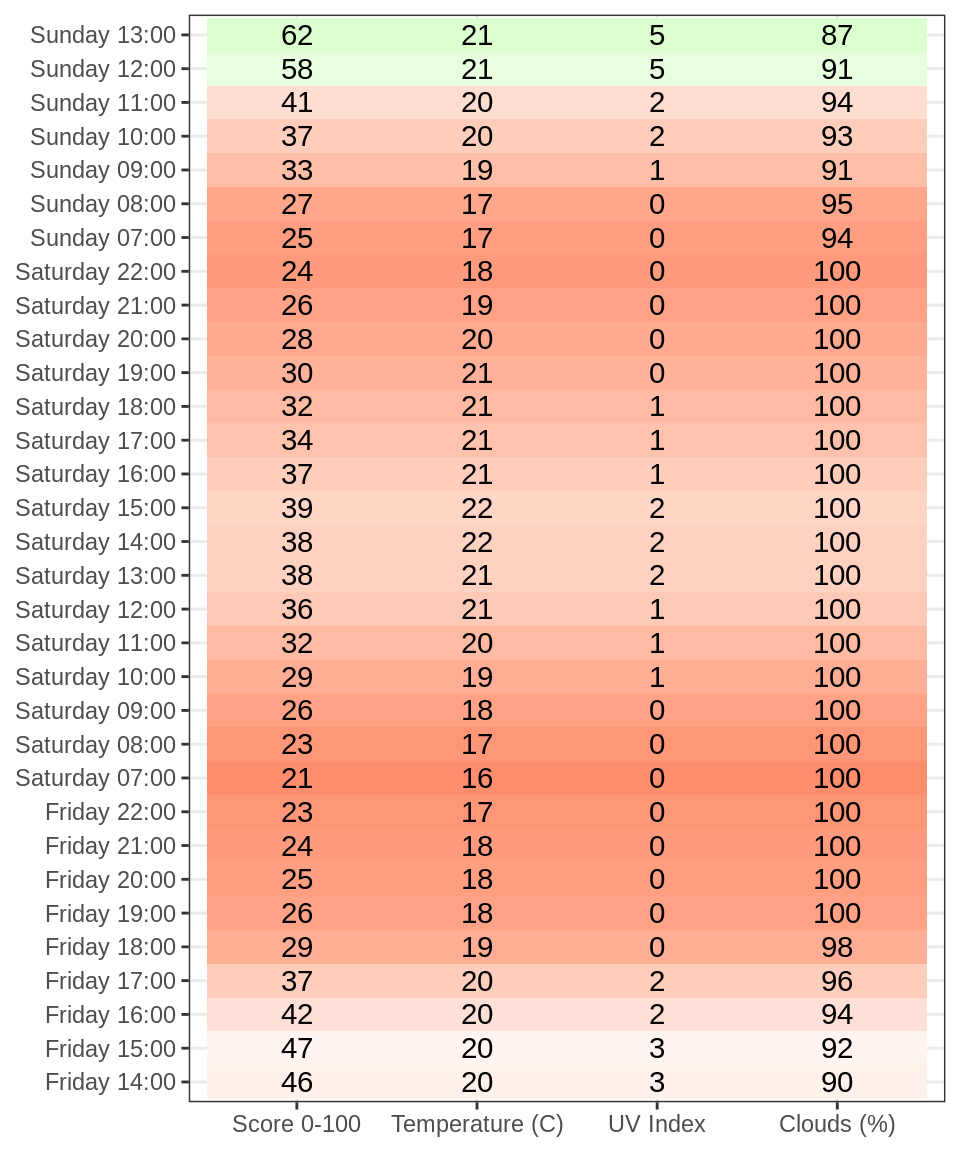 Sunday 13:00 62 21 5 87
Sunday 12:00 58 21 5 91
Sunday 11:00 41 20 2 94
Sunday 10:00 37 20 2 93
Sunday 09:00 33 19 1 91
Sunday 08:00 27 17 0 95
Sunday 07:00 25 17 0 94
Saturday 22:00 24 18 0 100
Saturday 21:00 26 19 0 100
Saturday 20:00 28 20 0 100
Saturday 19:00 30 21 0 100
Saturday 18:00 32 21 1 100
Saturday 17:00 34 21 1 100
Saturday 16:00 37 21 1 100
Saturday 15:00 39 22 2 100
Saturday 14:00 38 22 2 100
Saturday 13:00 38 21 2 100
Saturday 12:00 36 21 1 100
Saturday 11:00 32 20 1 100
Saturday 10:00 29 19 1 100
Saturday 09:00 26 18 0 100
Saturday 08:00 23 17 0 100
Saturday 07:00 21 16 0 100
Friday 22:00 23 17 0 100
Friday 21:00 24 18 0 100
Friday 20:00 25 18 0 100
Friday 19:00 26 18 0 100
Friday 18:00 29 19 0 98
Friday 17:00 37 20 2 96
Friday 16:00 42 20 2 94
Friday 15:00 47 20 3 92
Friday 14:00 46 20 3 90
Score 0-100 Temperature (C) UV Index Clouds (%)